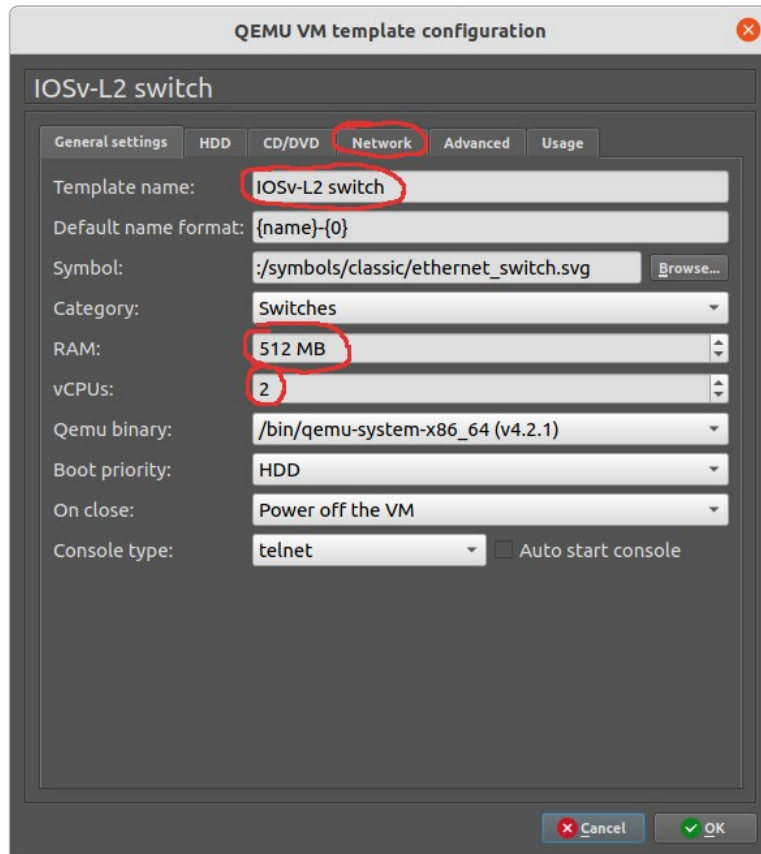 QEMU VM template configuration
IOSv-L2 switch
General settings HDD CD/DVD Network Advanced Usage
Template name: IOSv-L2 switch
Default name format: {name}-{0}
Symbol: :/symbols/classic/ethernet_switch.svg Browse...
Category: Switches
RAM: 512 MB
vCPUs: 2
Qemu binary: /bin/qemu-system-x86_64 (v4.2.1)
Boot priority: HDD
On close: Power off the VM
Console type: telnet Auto start console
Cancel OK